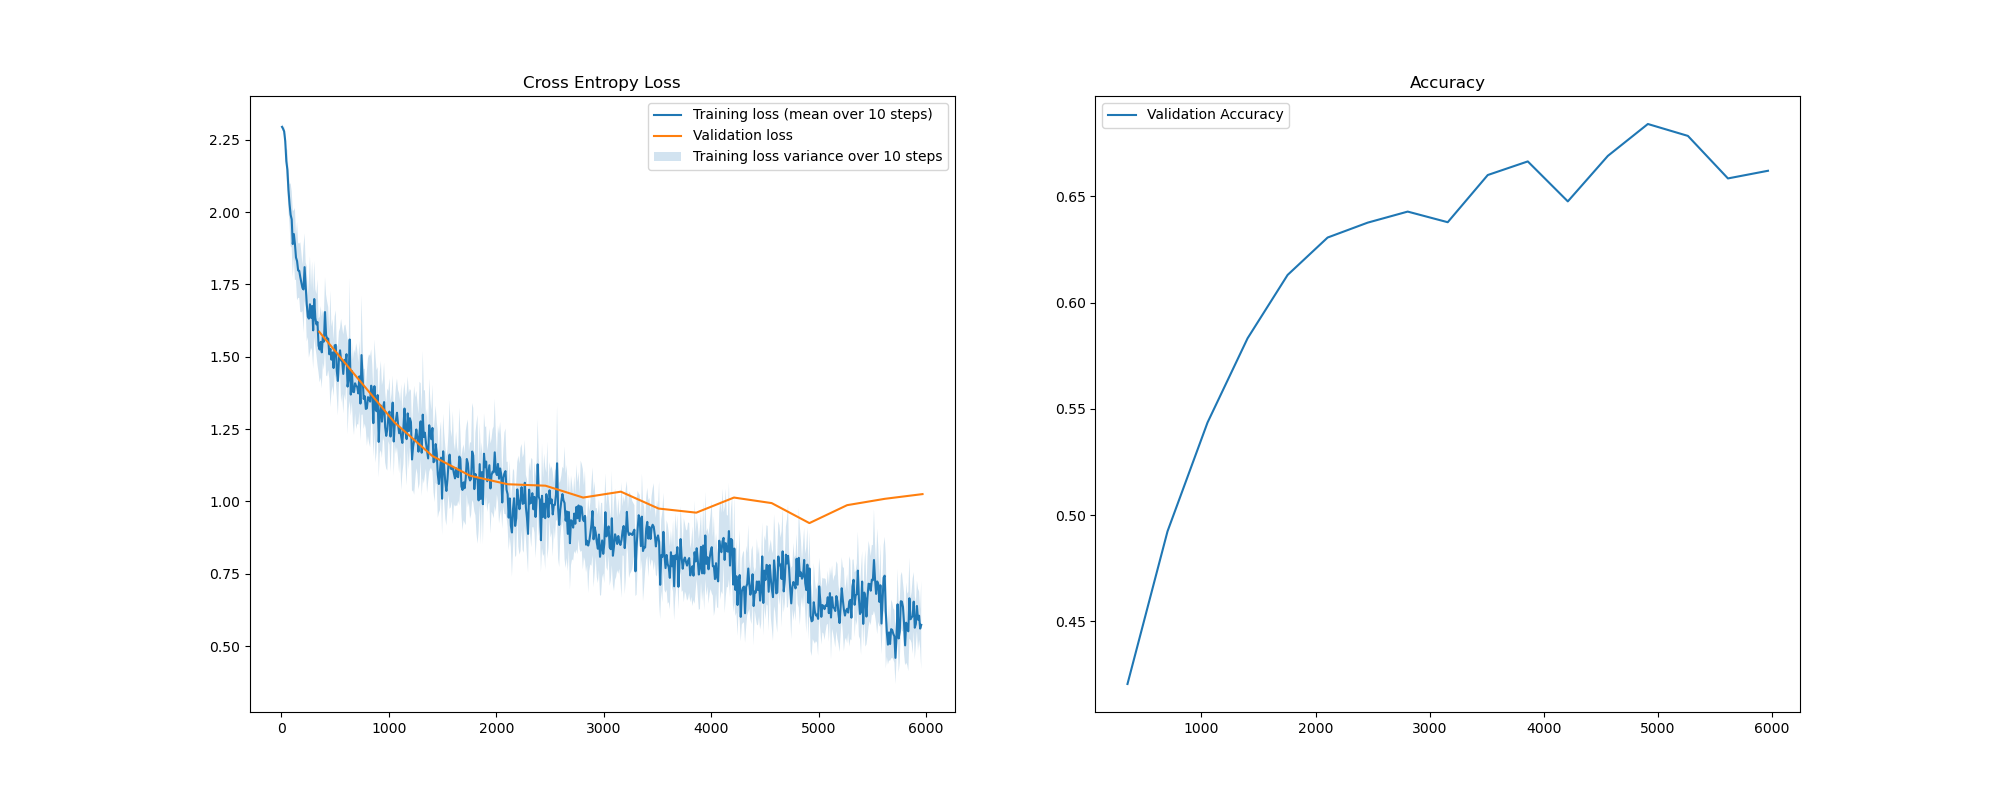 Cross Entropy Loss
Training loss (mean over 10 steps)
Validation loss
Training loss variance over 10 steps
2.25
2.00
1.75
1.50
1.25
1.00
0.75
0.50
0 1000 2000 3000 4000 5000 6000
Accuracy
Validation Accuracy
0.65
0.60
0.55
0.50
0.45
1000 2000 3000 4000 5000 6000